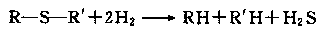 R—S—R′+2H₂ ⟶ RH+R′H+H₂S